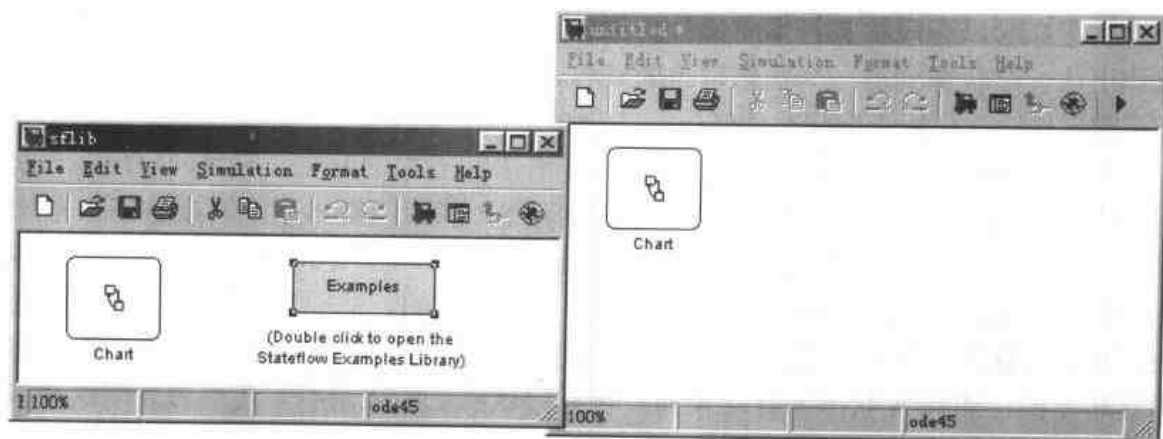 sflib
File Edit View Simulation Format Tools Help
Chart
Examples
(Double click to open the
Stateflow Examples Library)
100%
ode45
untitled *
File Edit View Simulation Format Tools Help
Chart
100%
ode45